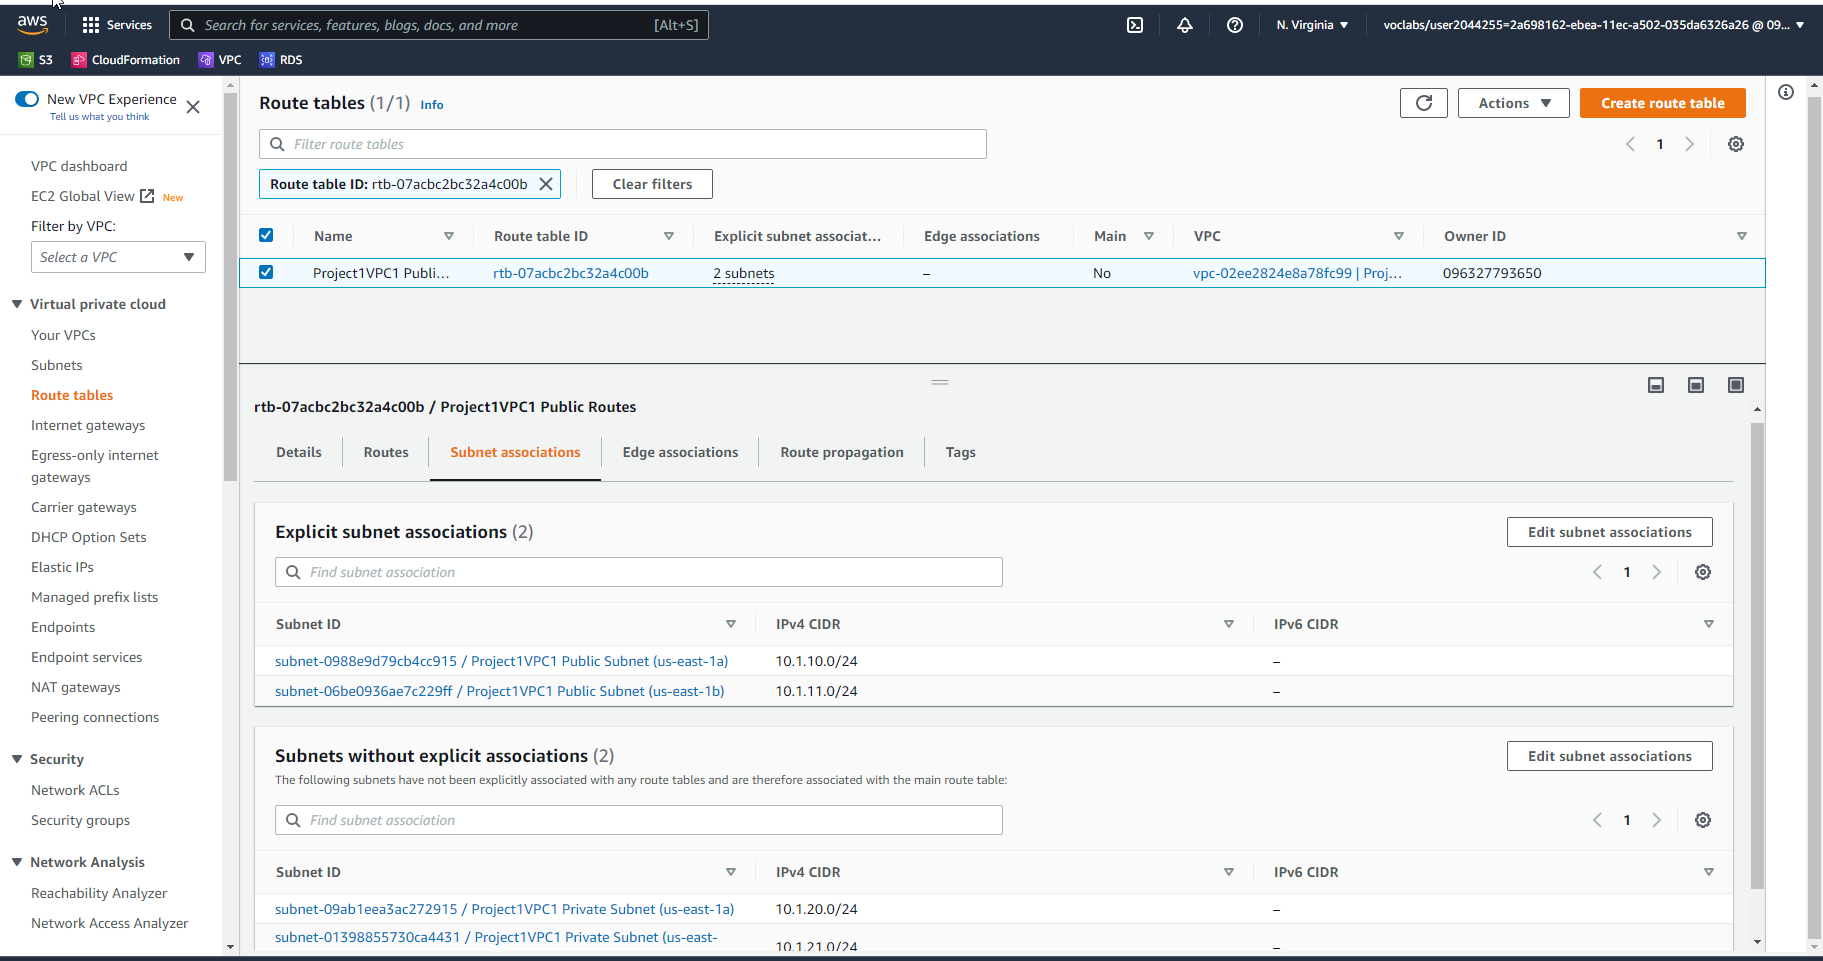 aws
Services
Search for services, features, blogs, docs, and more
[Alt+S]
N. Virginia
voclabs/user2044255=2a698162-ebea-11ec-a502-035da6326a26 @ 09...
S3
CloudFormation
VPC
RDS
New VPC Experience
Tell us what you think
VPC dashboard
EC2 Global View New
Filter by VPC:
Select a VPC
Virtual private cloud
Your VPCs
Subnets
Route tables
Internet gateways
Egress-only internet
gateways
Carrier gateways
DHCP Option Sets
Elastic IPs
Managed prefix lists
Endpoints
Endpoint services
NAT gateways
Peering connections
Security
Network ACLs
Security groups
Network Analysis
Reachability Analyzer
Network Access Analyzer
Route tables (1/1) Info
Actions
Create route table
Filter route tables
1
Route table ID: rtb-07acbc2bc32a4c00b
Clear filters
Name Route table ID Explicit subnet associat... Edge associations Main VPC Owner ID
Project1VPC1 Publi... rtb-07acbc2bc32a4c00b 2 subnets – No vpc-02ee2824e8a78fc99 | Proj... 096327793650
rtb-07acbc2bc32a4c00b / Project1VPC1 Public Routes
Details Routes Subnet associations Edge associations Route propagation Tags
Explicit subnet associations (2)
Edit subnet associations
Find subnet association
1
Subnet ID IPv4 CIDR IPv6 CIDR
subnet-0988e9d79cb4cc915 / Project1VPC1 Public Subnet (us-east-1a) 10.1.10.0/24 –
subnet-06be0936ae7c229ff / Project1VPC1 Public Subnet (us-east-1b) 10.1.11.0/24 –
Subnets without explicit associations (2)
Edit subnet associations
The following subnets have not been explicitly associated with any route tables and are therefore associated with the main route table:
Find subnet association
1
Subnet ID IPv4 CIDR IPv6 CIDR
subnet-09ab1eea3ac272915 / Project1VPC1 Private Subnet (us-east-1a) 10.1.20.0/24 –
subnet-01398855730ca4431 / Project1VPC1 Private Subnet (us-east-
10.1.21.0/24 –